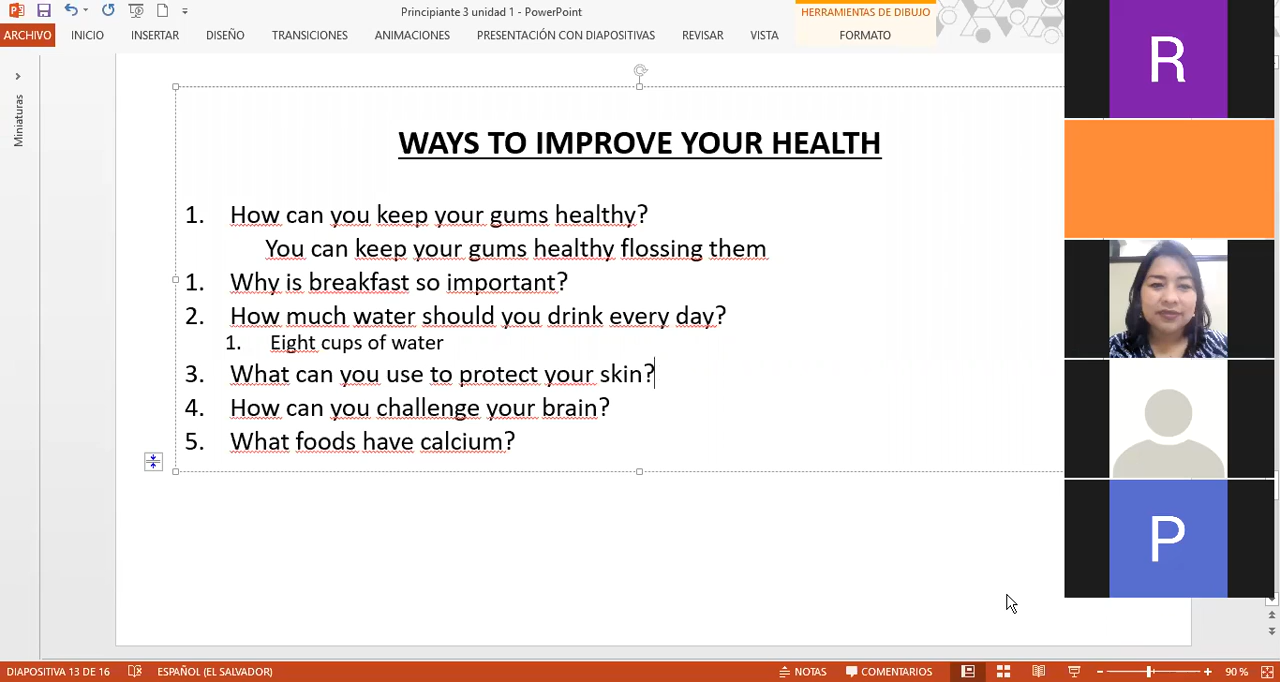 Principiante 3 unidad 1 - PowerPoint
HERRAMIENTAS DE DIBUJO
ARCHIVO INICIO INSERTAR DISEÑO TRANSICIONES ANIMACIONES PRESENTACIÓN CON DIAPOSITIVAS REVISAR VISTA FORMATO
Miniaturas
WAYS TO IMPROVE YOUR HEALTH
1. How can you keep your gums healthy?
You can keep your gums healthy flossing them
1. Why is breakfast so important?
2. How much water should you drink every day?
1. Eight cups of water
3. What can you use to protect your skin?
4. How can you challenge your brain?
5. What foods have calcium?
R
P
DIAPOSITIVA 13 DE 16 ESPAÑOL (EL SALVADOR) NOTAS COMENTARIOS 90 %